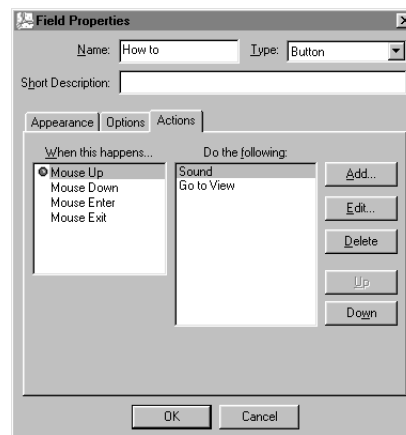 Field Properties
Name: How to Type: Button
Short Description:
Appearance Options Actions
When this happens... Do the following:
Mouse Up Sound Add...
Mouse Down Go to View
Mouse Enter Edit...
Mouse Exit
Delete
Up
Down
OK Cancel